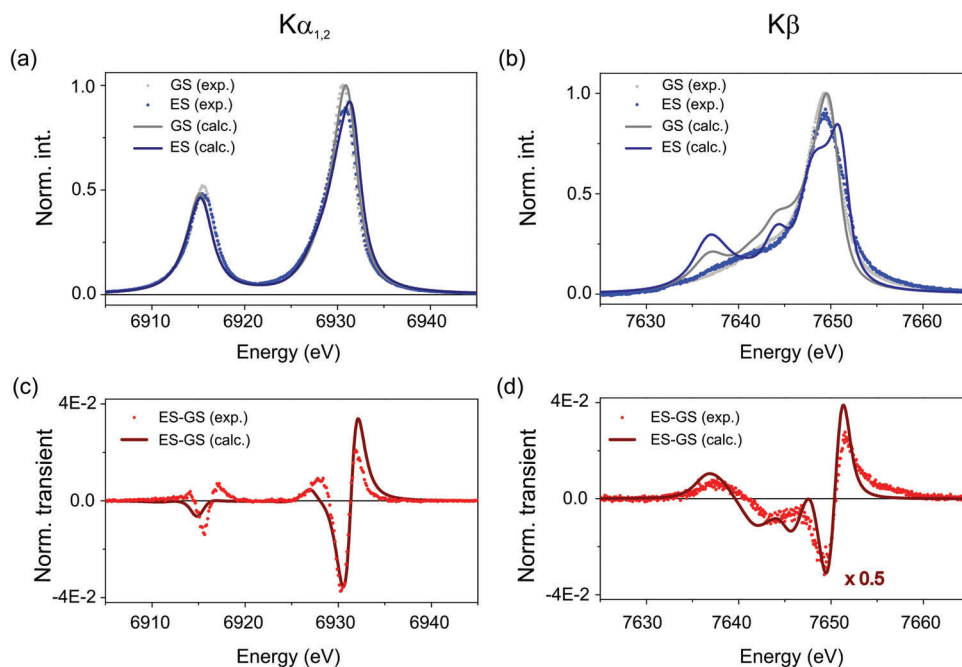 Kα1,2
Kβ
(a)
GS (exp.)
ES (exp.)
GS (calc.)
ES (calc.)
1.0
0.5
0.0
Norm. int.
6910 6920 6930 6940
Energy (eV)
(b)
GS (exp.)
ES (exp.)
GS (calc.)
ES (calc.)
1.0
0.5
0.0
Norm. int.
7630 7640 7650 7660
Energy (eV)
(c)
ES-GS (exp.)
ES-GS (calc.)
4E-2
0.0
-4E-2
Norm. transient
6910 6920 6930 6940
Energy (eV)
(d)
ES-GS (exp.)
ES-GS (calc.)
x 0.5
4E-2
0.0
-4E-2
Norm. transient
7630 7640 7650 7660
Energy (eV)